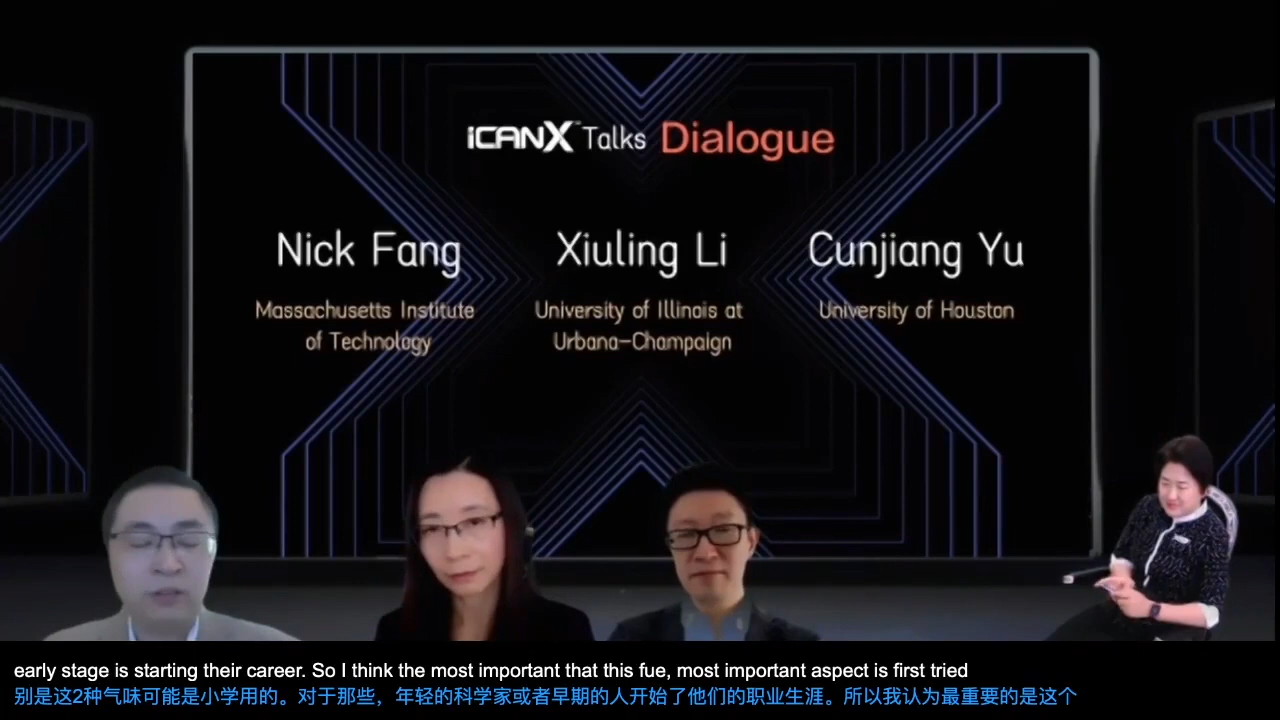 iCANX™ Talks Dialogue
Nick Fang
Xiuling Li
Cunjiang Yu
Massachusetts Institute
of Technology
University of Illinois at
Urbana-Champaign
University of Houston
early stage is starting their career. So I think the most important that this fue, most important aspect is first tried
别是这2种气味可能是小学用的。对于那些，年轻的科学家或者早期的人开始了他们的职业生涯。所以我认为最重要的是这个